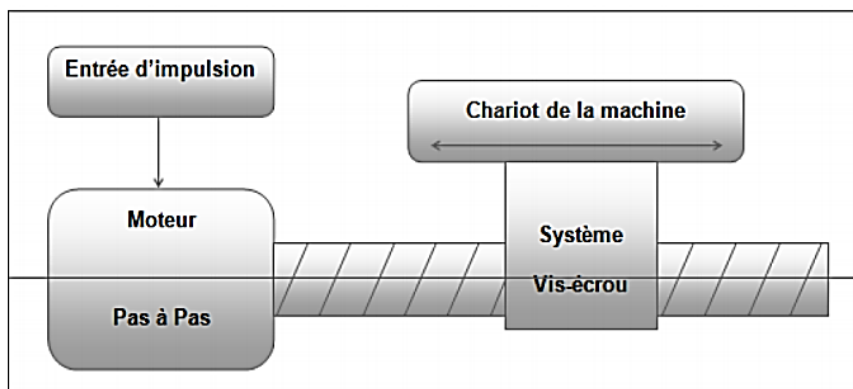 Entrée d'impulsion
Chariot de la machine
Moteur
Pas à Pas
Système
Vis-écrou